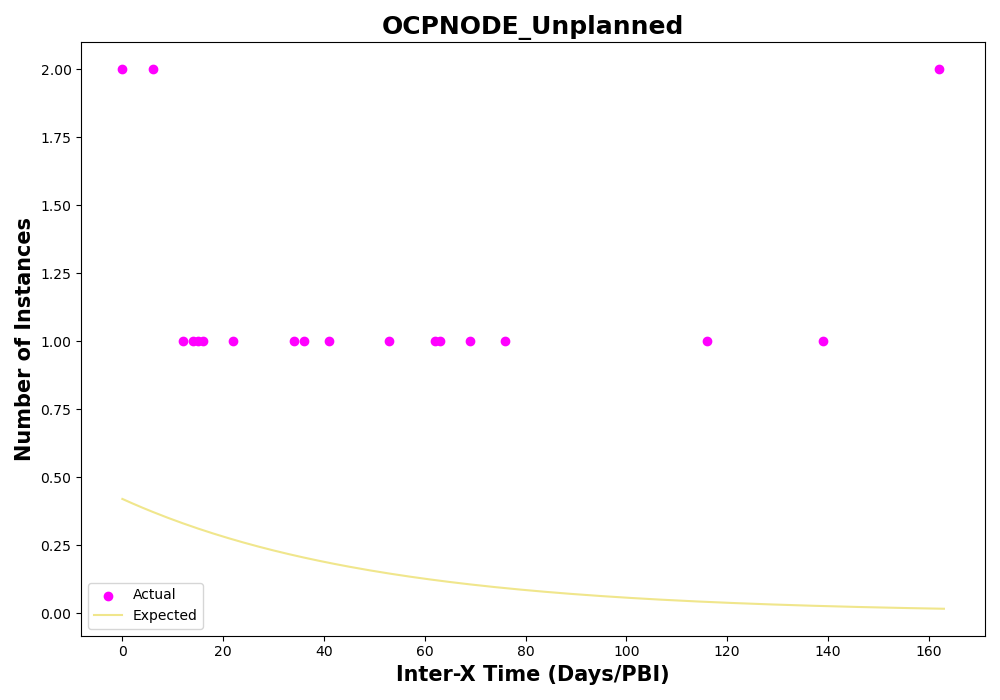 OCPNODE_Unplanned
Number of Instances
2.00
1.75
1.50
1.25
1.00
0.75
0.50
0.25
0.00
Actual
Expected
0 20 40 60 80 100 120 140 160
Inter-X Time (Days/PBI)